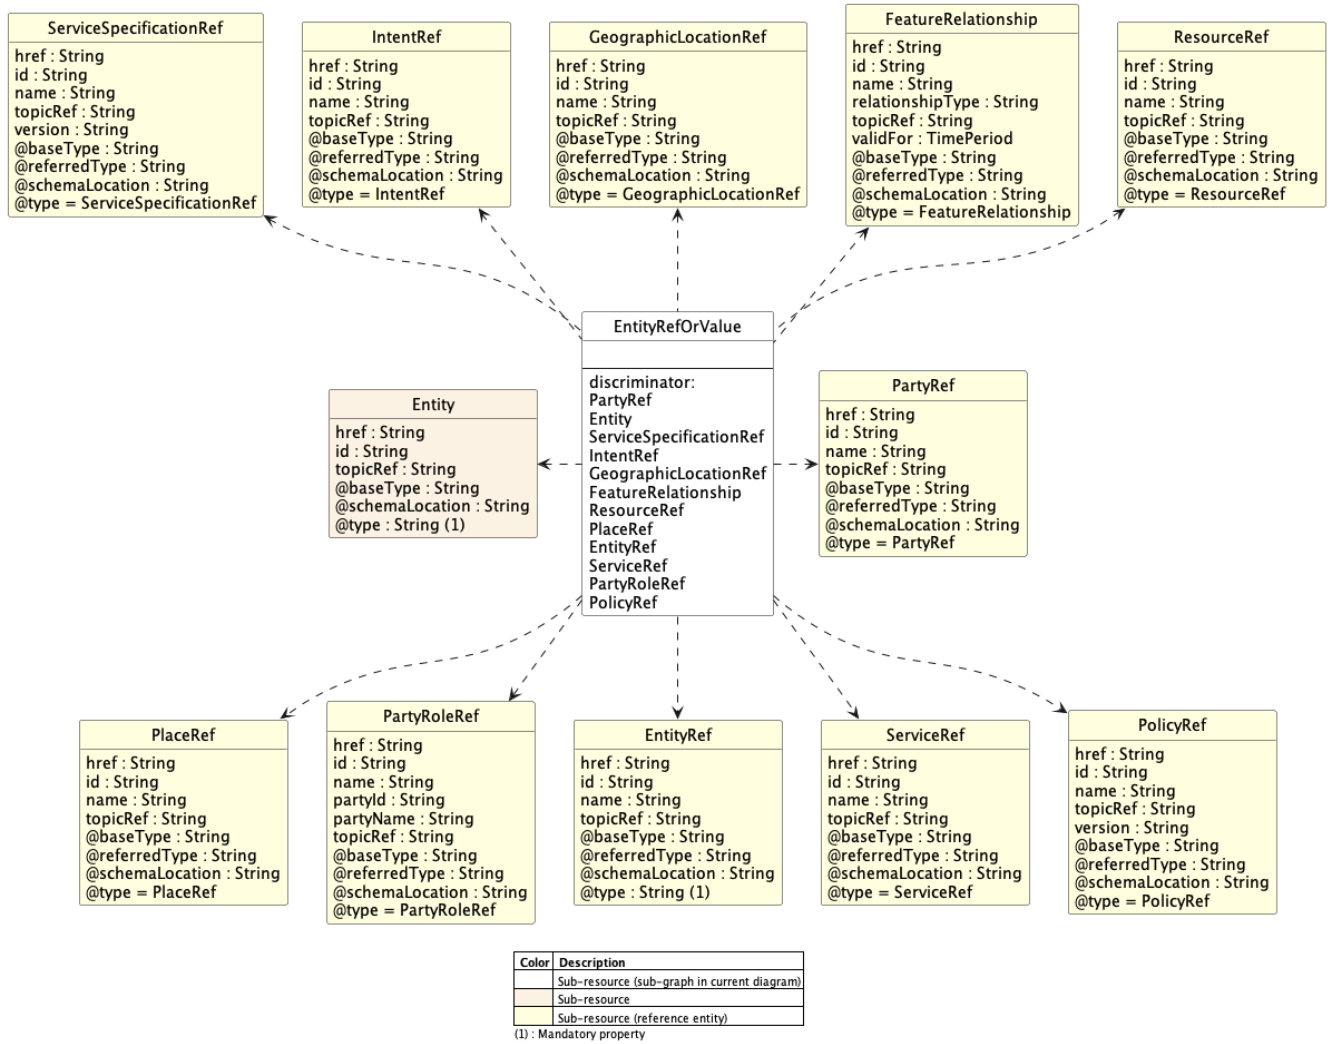 ServiceSpecificationRef
href : String
id : String
name : String
topicRef : String
version : String
@baseType : String
@referredType : String
@schemaLocation : String
@type = ServiceSpecificationRef
IntentRef
href : String
id : String
name : String
topicRef : String
@baseType : String
@referredType : String
@schemaLocation : String
@type = IntentRef
GeographicLocationRef
href : String
id : String
name : String
topicRef : String
@baseType : String
@referredType : String
@schemaLocation : String
@type = GeographicLocationRef
FeatureRelationship
href : String
id : String
name : String
relationshipType : String
topicRef : String
validFor : TimePeriod
@baseType : String
@referredType : String
@schemaLocation : String
@type = FeatureRelationship
ResourceRef
href : String
id : String
name : String
topicRef : String
@baseType : String
@referredType : String
@schemaLocation : String
@type = ResourceRef
Entity
href : String
id : String
topicRef : String
@baseType : String
@schemaLocation : String
@type : String (1)
EntityRefOrValue
discriminator:
PartyRef
Entity
ServiceSpecificationRef
IntentRef
GeographicLocationRef
FeatureRelationship
ResourceRef
PlaceRef
EntityRef
ServiceRef
PartyRoleRef
PolicyRef
PartyRef
href : String
id : String
name : String
topicRef : String
@baseType : String
@referredType : String
@schemaLocation : String
@type = PartyRef
PlaceRef
href : String
id : String
name : String
topicRef : String
@baseType : String
@referredType : String
@schemaLocation : String
@type = PlaceRef
PartyRoleRef
href : String
id : String
name : String
partyId : String
partyName : String
topicRef : String
@baseType : String
@referredType : String
@schemaLocation : String
@type = PartyRoleRef
EntityRef
href : String
id : String
name : String
topicRef : String
@baseType : String
@referredType : String
@schemaLocation : String
@type : String (1)
ServiceRef
href : String
id : String
name : String
topicRef : String
@baseType : String
@referredType : String
@schemaLocation : String
@type = ServiceRef
PolicyRef
href : String
id : String
name : String
topicRef : String
version : String
@baseType : String
@referredType : String
@schemaLocation : String
@type = PolicyRef
Color Description
Sub-resource (sub-graph in current diagram)
Sub-resource
Sub-resource (reference entity)
(1) : Mandatory property